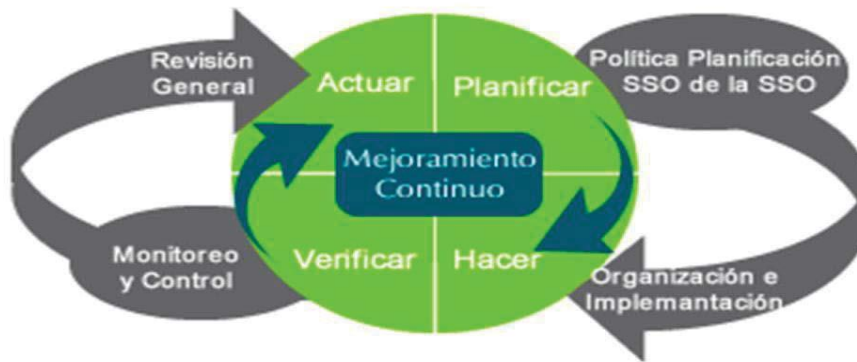 Revisión
General
Actuar
Planificar
Política Planificación
SSO de la SSO
Mejoramiento
Continuo
Monitoreo
y Control
Verificar
Hacer
Organización e
Implemantación